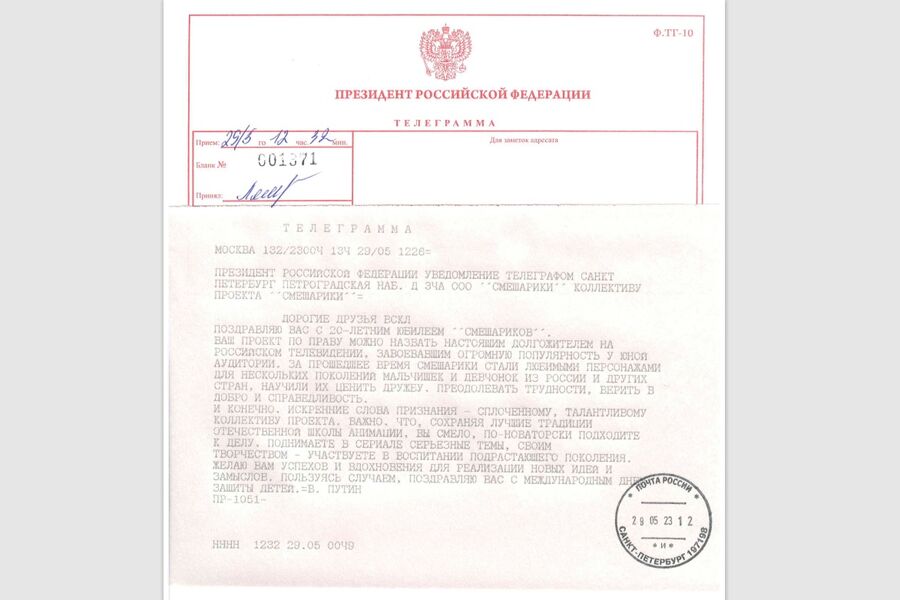 Ф.ТГ-10
ПРЕЗИДЕНТ РОССИЙСКОЙ ФЕДЕРАЦИИ
ТЕЛЕГРАММА
Прием: 29/5 го 12 час. 32 мин.
Для заметок адресата
Бланк № 001371
Принял:
ТЕЛЕГРАММА
МОСКВА 132/2300Ч 13Ч 29/05 1226=
ПРЕЗИДЕНТ РОССИЙСКОЙ ФЕДЕРАЦИИ УВЕДОМЛЕНИЕ ТЕЛЕГРАФОМ САНКТ
ПЕТЕРБУРГ ПЕТРОГРАДСКАЯ НАБ. Д 3ЧА ООО ´´СМЕШАРИКИ´´ КОЛЛЕКТИВУ
ПРОЕКТА ´´СМЕШАРИКИ´´=
ДОРОГИЕ ДРУЗЬЯ ВСКЛ
ПОЗДРАВЛЯЮ ВАС С 20-ЛЕТНИМ ЮБИЛЕЕМ ´´СМЕШАРИКОВ´´.
ВАШ ПРОЕКТ ПО ПРАВУ МОЖНО НАЗВАТЬ НАСТОЯШИМ ДОЛГОЖИТЕЛЕМ НА
РОССИЙСКОМ ТЕЛЕВИДЕНИИ, ЗАВОЕВАВШИМ ОГРОМНУЮ ПОПУЛЯРНОСТЬ У ЮНОЙ
АУДИТОРИИ. ЗА ПРОШЕДШЕЕ ВРЕМЯ СМЕШАРИКИ СТАЛИ ЛЮБИМЫМИ ПЕРСОНАЖАМИ
ДЛЯ НЕСКОЛЬКИХ ПОКОЛЕНИЙ МАЛЬЧИШЕК И ДЕВЧОНОК ИЗ РОССИИ И ДРУГИХ
СТРАН, НАУЧИЛИ ИХ ЦЕНИТЬ ДРУЖБУ. ПРЕОДОЛЕВАТЬ ТРУДНОСТИ, ВЕРИТЬ В
ДОБРО И СПРАВЕДЛИВОСТЬ.
И КОНЕЧНО. ИСКРЕННИЕ СЛОВА ПРИЗНАНИЯ - СПЛОЧЕННОМУ, ТАЛАНТЛИВОМУ
КОЛЛЕКТИВУ ПРОЕКТА. ВАЖНО. ЧТО, СОХРАНЯЯ ЛУЧШИЕ ТРАДИЦИИ
ОТЕЧЕСТВЕННОЙ ШКОЛЫ АНИМАЦИИ, ВЫ СМЕЛО, ПО-НОВАТОРСКИ ПОДХОДИТЕ
К ДЕЛУ, ПОДНИМАЕТЕ В СЕРИАЛЕ СЕРЬЕЗНЫЕ ТЕМЫ, СВОИМ
ТВОРЧЕСТВОМ - УЧАСТВУЕТЕ В ВОСПИТАНИИ ПОДРАСТАЮШЕГО ПОКОЛЕНИЯ.
ЖЕЛАЮ ВАМ УСПЕХОВ И ВДОХНОВЕНИЯ ДЛЯ РЕАЛИЗАЦИИ НОВЫХ ИДЕЙ И
ЗАМЫСЛОВ. ПОЛЬЗУЯСЬ СЛУЧАЕМ, ПОЗДРАВЛЯЮ ВАС С МЕЖДУНАРОДНЫМ ДНЕ
ЗАШИТЫ ДЕТЕЙ.=В. ПУТИН
ПР-1051-
НННН 1232 29.05 0049
ПОЧТА РОССИИ
29 05 23 12
И
САНКТ-ПЕТЕРБУРГ 197198